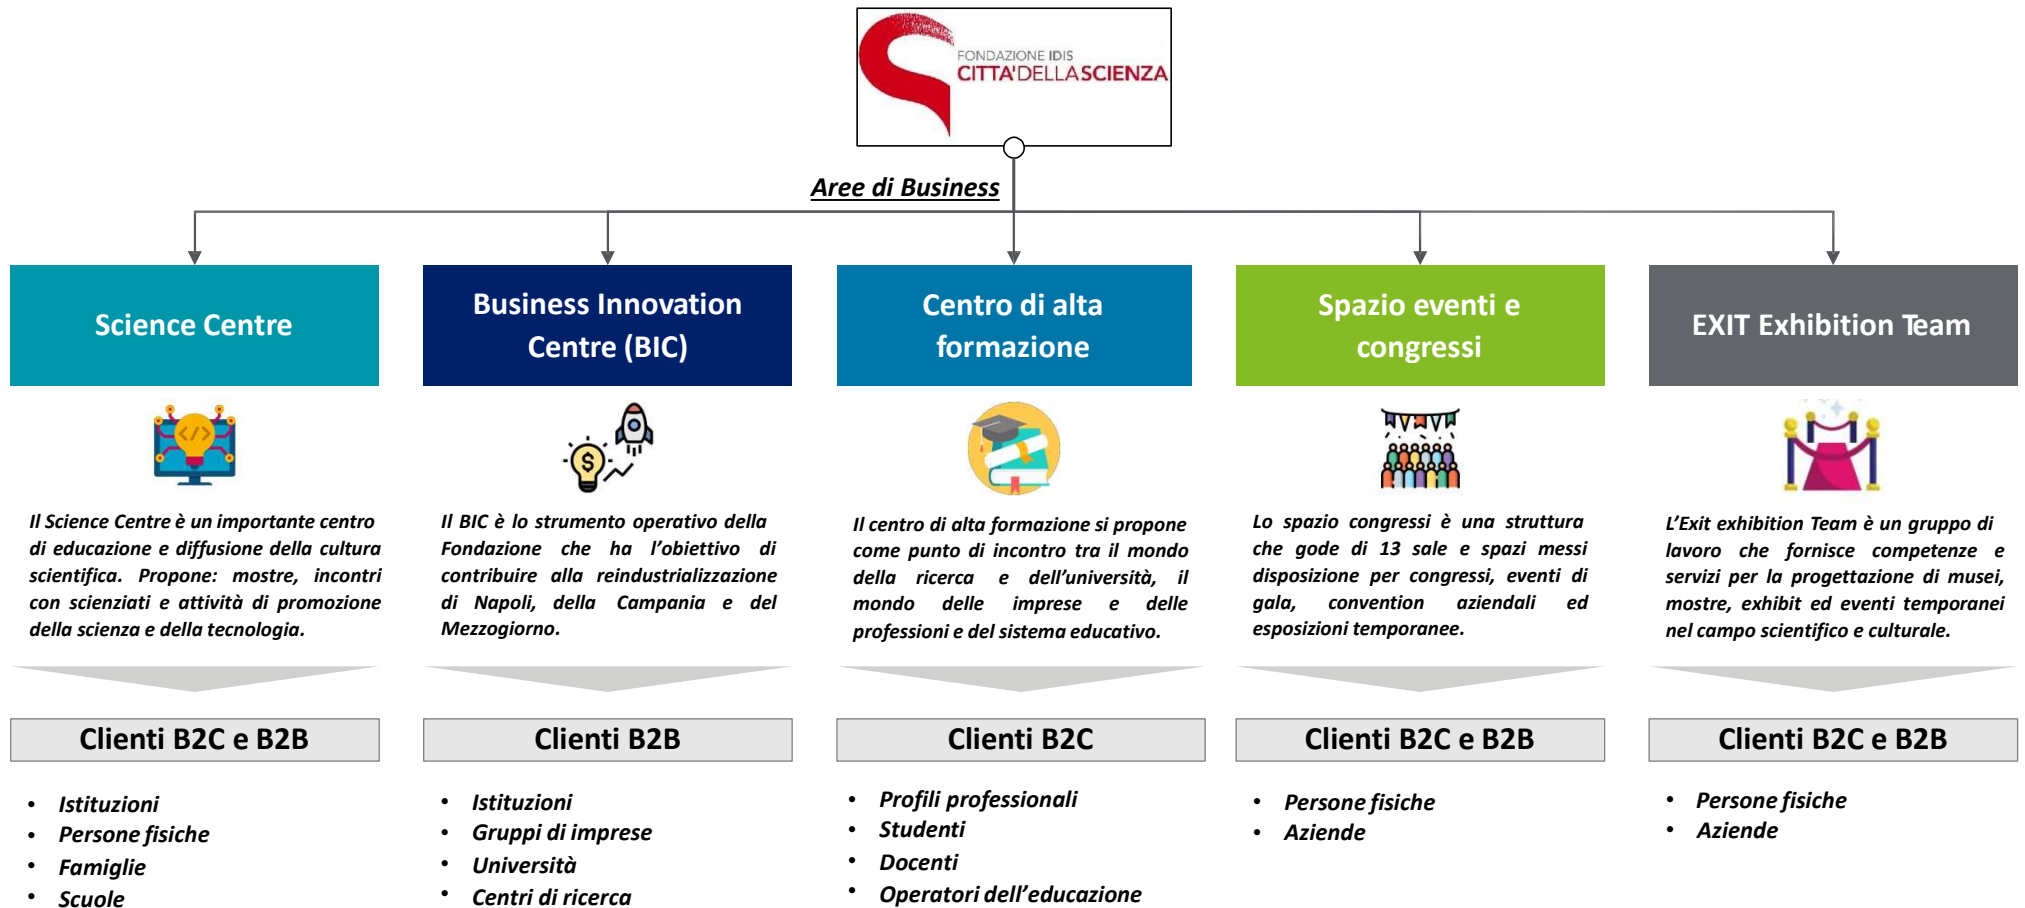 FONDAZIONE IDIS
CITTA'DELLASCIENZA
Aree di Business
Science Centre
Il Science Centre è un importante centro
di educazione e diffusione della cultura
scientifica. Propone: mostre, incontri
con scienziati e attività di promozione
della scienza e della tecnologia.
Clienti B2C e B2B
• Istituzioni
• Persone fisiche
• Famiglie
• Scuole
Business Innovation
Centre (BIC)
Il BIC è lo strumento operativo della
Fondazione che ha l’obiettivo di
contribuire alla reindustrializzazione
di Napoli, della Campania e del
Mezzogiorno.
Clienti B2B
• Istituzioni
• Gruppi di imprese
• Università
• Centri di ricerca
Centro di alta
formazione
Il centro di alta formazione si propone
come punto di incontro tra il mondo
della ricerca e dell’università, il
mondo delle imprese e delle
professioni e del sistema educativo.
Clienti B2C
• Profili professionali
• Studenti
• Docenti
• Operatori dell’educazione
Spazio eventi e
congressi
Lo spazio congressi è una struttura
che gode di 13 sale e spazi messi
disposizione per congressi, eventi di
gala, convention aziendali ed
esposizioni temporanee.
Clienti B2C e B2B
• Persone fisiche
• Aziende
EXIT Exhibition Team
L’Exit exhibition Team è un gruppo di
lavoro che fornisce competenze e
servizi per la progettazione di musei,
mostre, exhibit ed eventi temporanei
nel campo scientifico e culturale.
Clienti B2C e B2B
• Persone fisiche
• Aziende